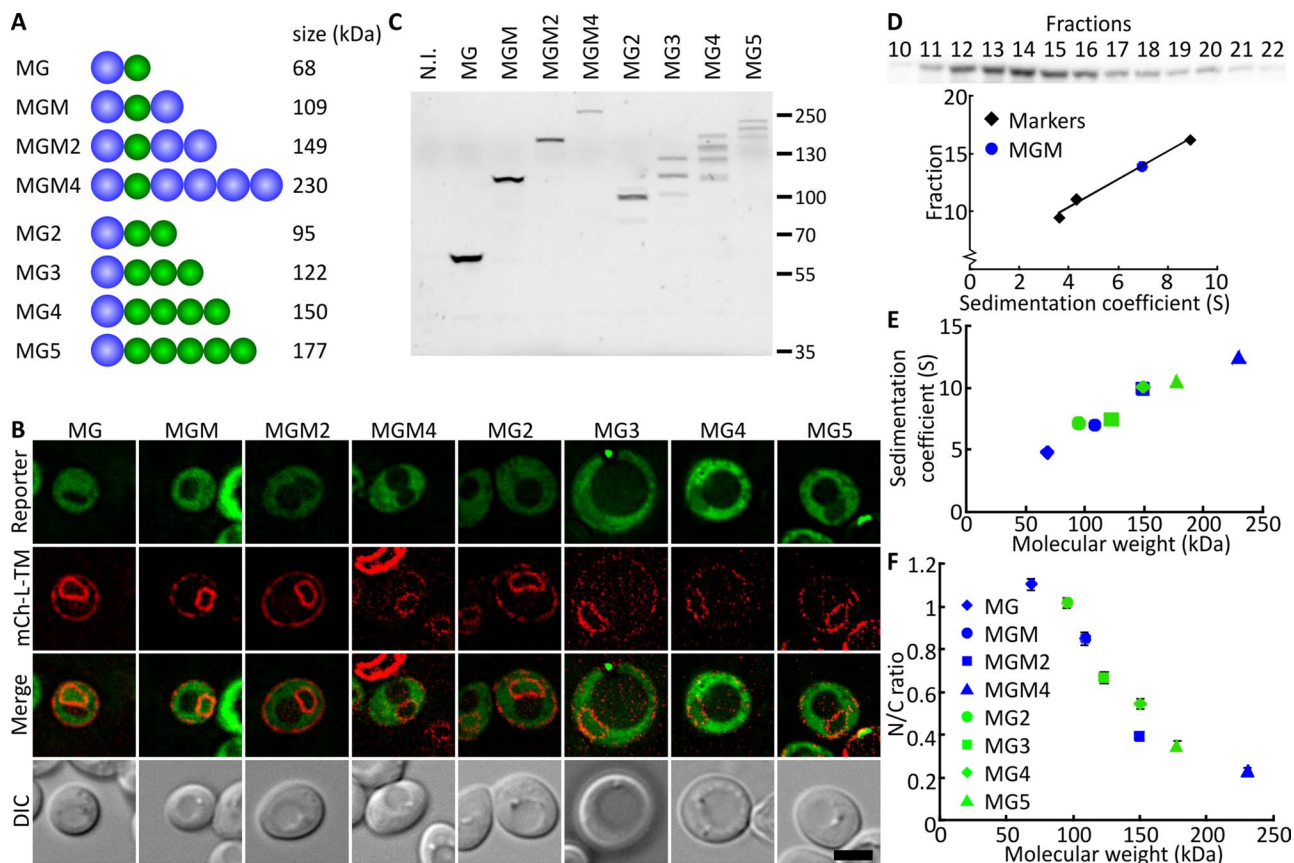 A
size (kDa)
MG 68
MGM 109
MGM2 149
MGM4 230
MG2 95
MG3 122
MG4 150
MG5 177
C
N.I. MG MGM MGM2 MGM4 MG2 MG3 MG4 MG5
250
130
100
70
55
35
D
Fractions
10 11 12 13 14 15 16 17 18 19 20 21 22
20
15
10
Fraction
Markers
MGM
0 2 4 6 8 10
Sedimentation coefficient (S)
E
15
10
5
0
Sedimentation
coefficient (S)
0 50 100 150 200 250
Molecular weight (kDa)
B
MG MGM MGM2 MGM4 MG2 MG3 MG4 MG5
Reporter
mCh-L-TM
Merge
DIC
F
1.2
1
0.8
0.6
0.4
0.2
0
N/C ratio
MG
MGM
MGM2
MGM4
MG2
MG3
MG4
MG5
0 50 100 150 200 250
Molecular weight (kDa)